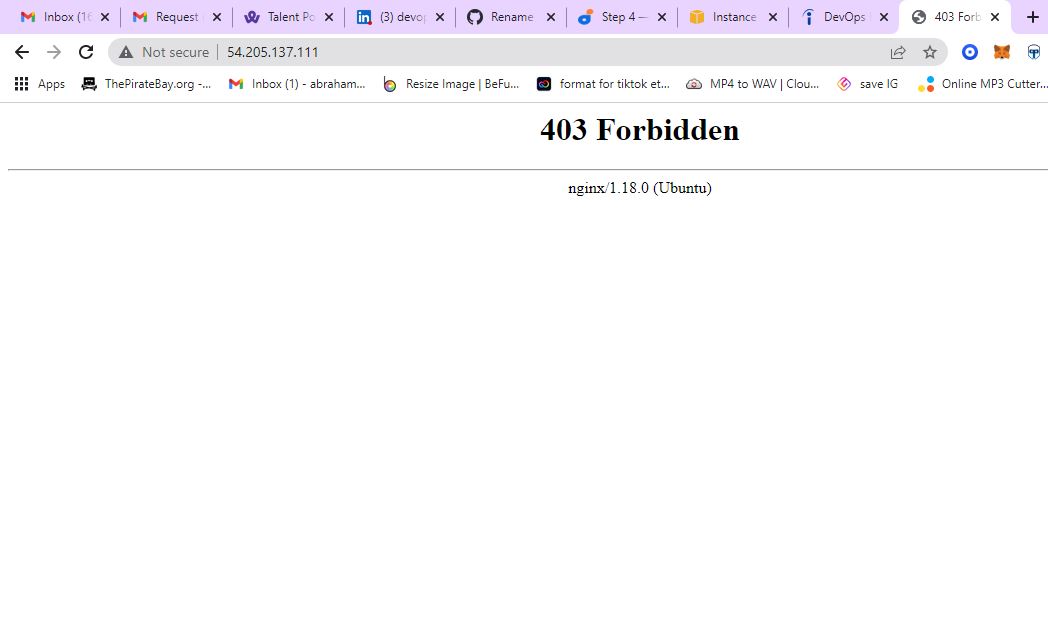 Inbox (16 Request Talent Po (3) devop Rename Step 4 — Instance DevOps 403 Forb
Not secure 54.205.137.111
Apps ThePirateBay.org -... Inbox (1) - abraham... Resize Image | BeFu... format for tiktok et... MP4 to WAV | Clou... save IG Online MP3 Cutter...
403 Forbidden
nginx/1.18.0 (Ubuntu)